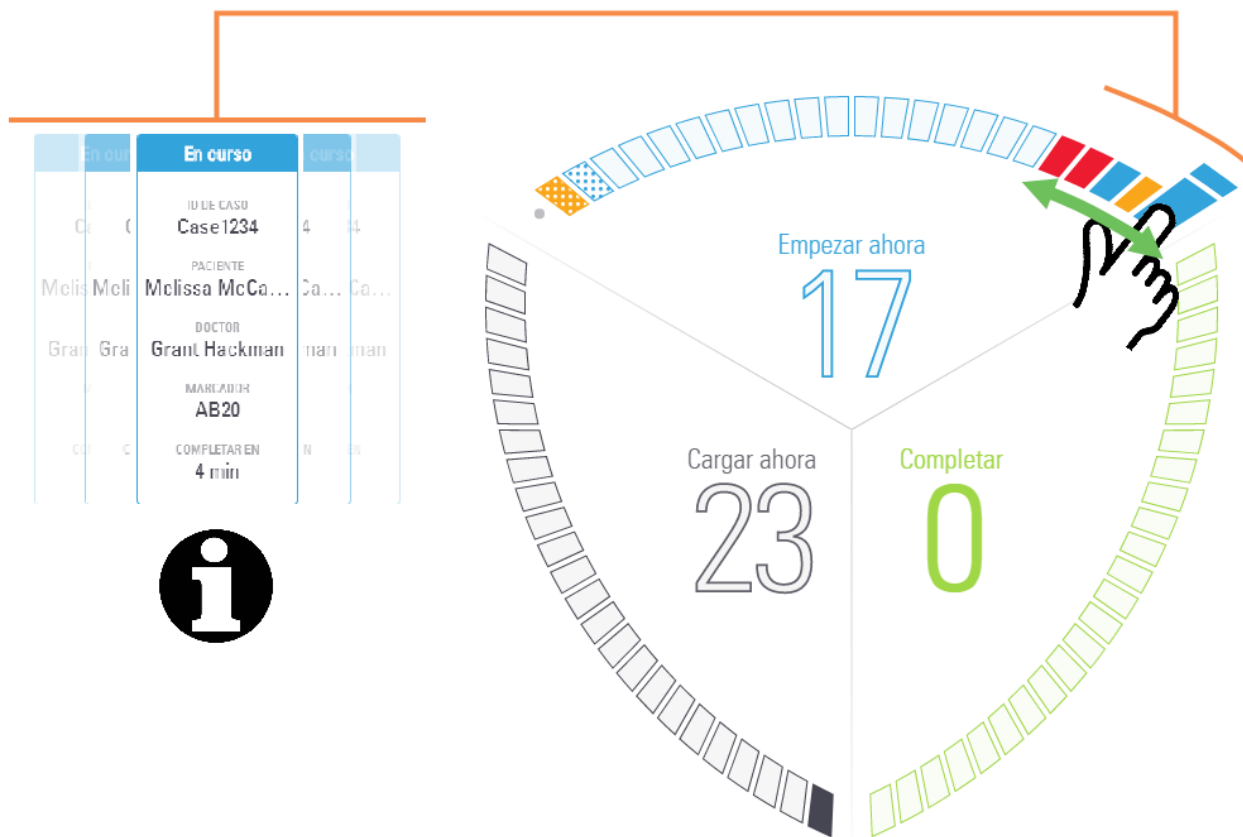 En curso
ID DE CASO
Case1234
PACIENTE
Melissa McCa...
DOCTOR
Grant Hackman
MARCADOR
AB20
COMPLETAR EN
4 min
Empezar ahora
17
Cargar ahora
23
Completar
0